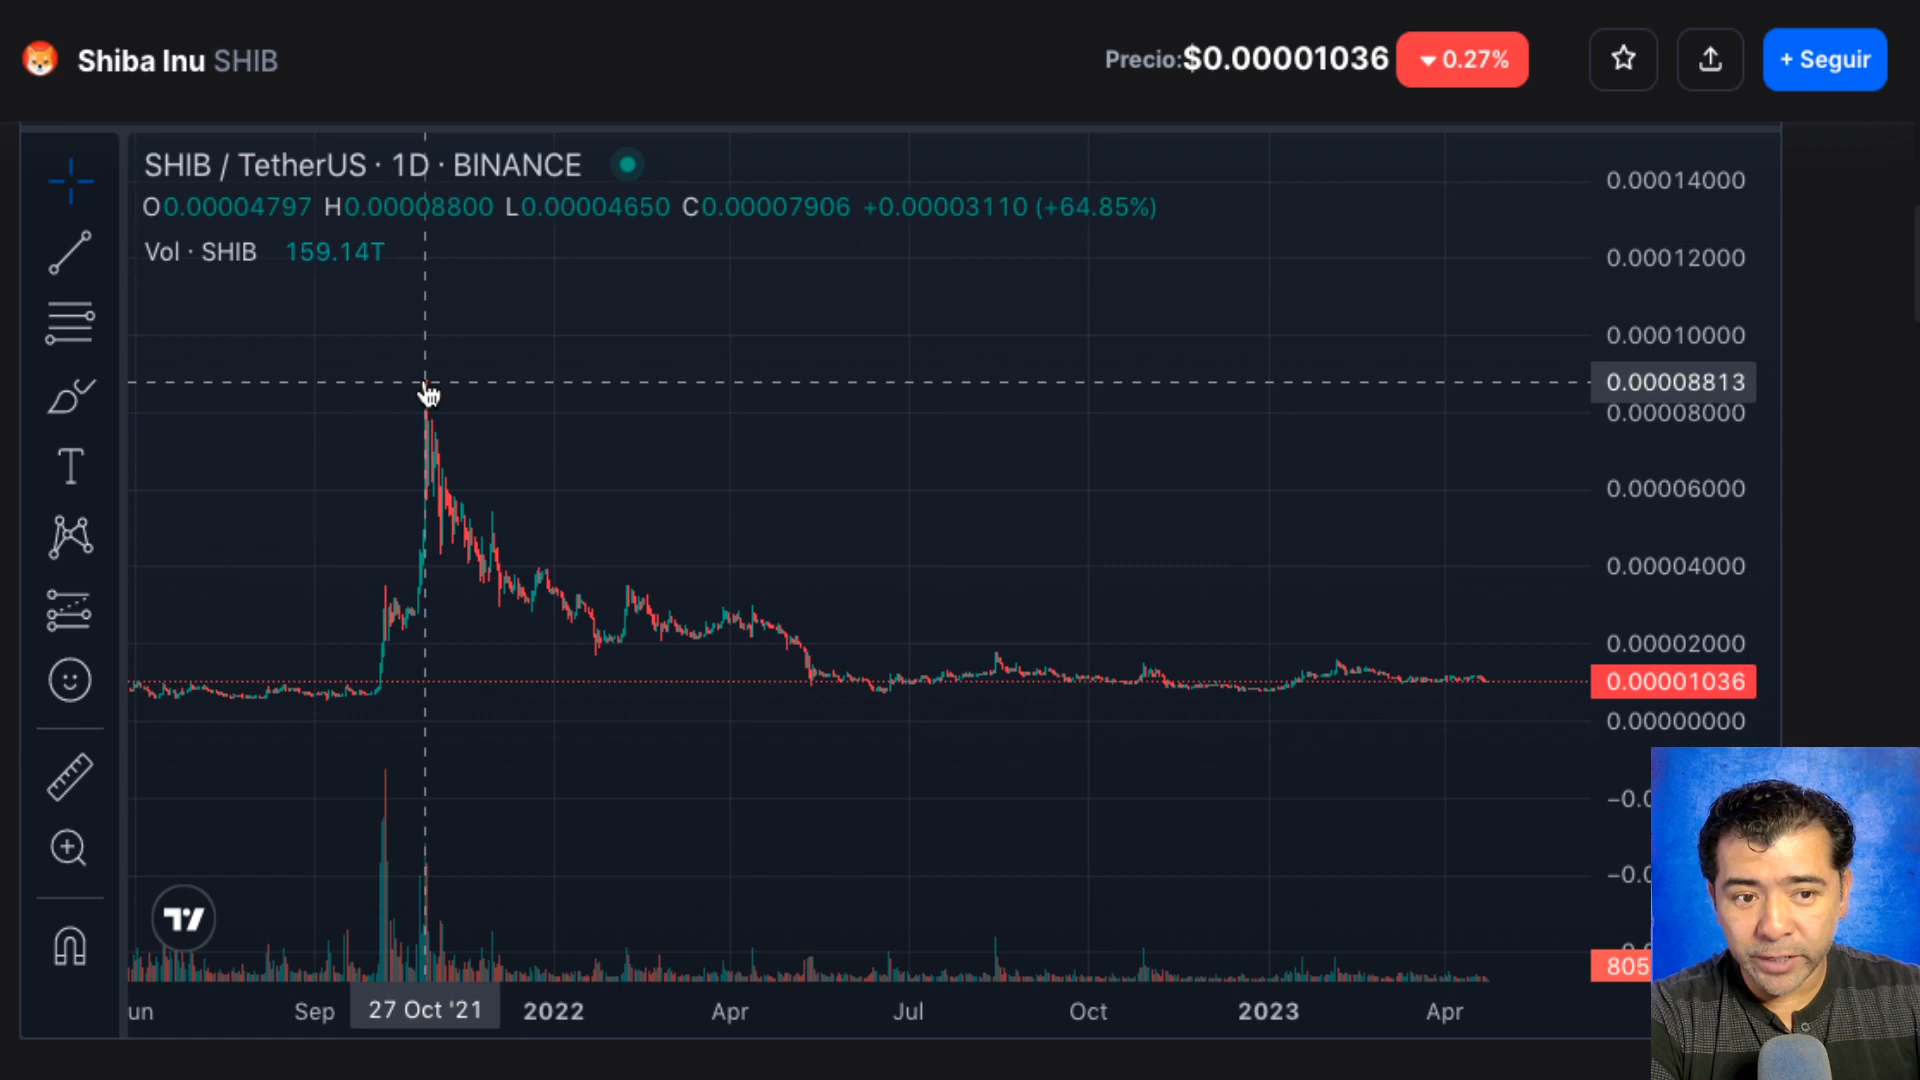 Shiba Inu SHIB
Precio:$0.00001036 0.27%
+ Seguir
SHIB / TetherUS · 1D · BINANCE
O0.00004797 H0.00008800 L0.00004650 C0.00007906 +0.00003110 (+64.85%)
Vol · SHIB 159.14T
0.00014000
0.00012000
0.00010000
0.00008813
0.00008000
0.00006000
0.00004000
0.00002000
0.00001036
0.00000000
T
805
Sep 27 Oct '21 2022 Apr Jul Oct 2023 Apr